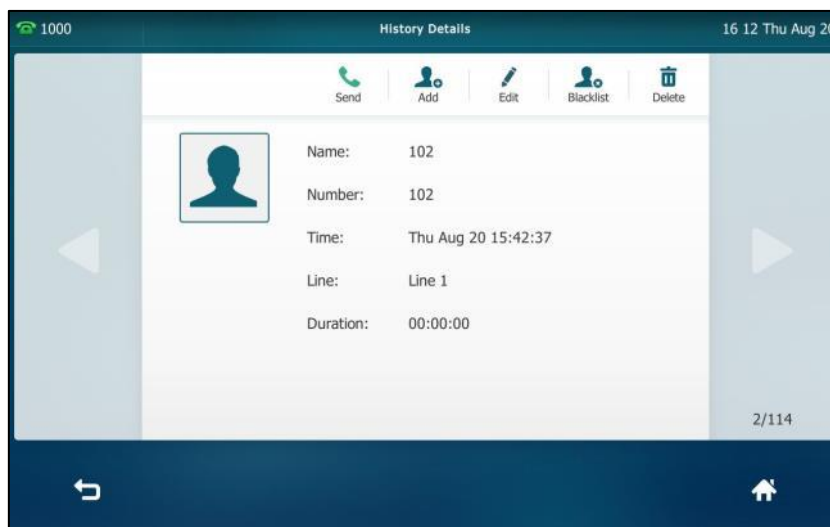 1000 History Details 16 12 Thu Aug 20
Send Add Edit Blacklist Delete
Name: 102
Number: 102
Time: Thu Aug 20 15:42:37
Line: Line 1
Duration: 00:00:00
2/114